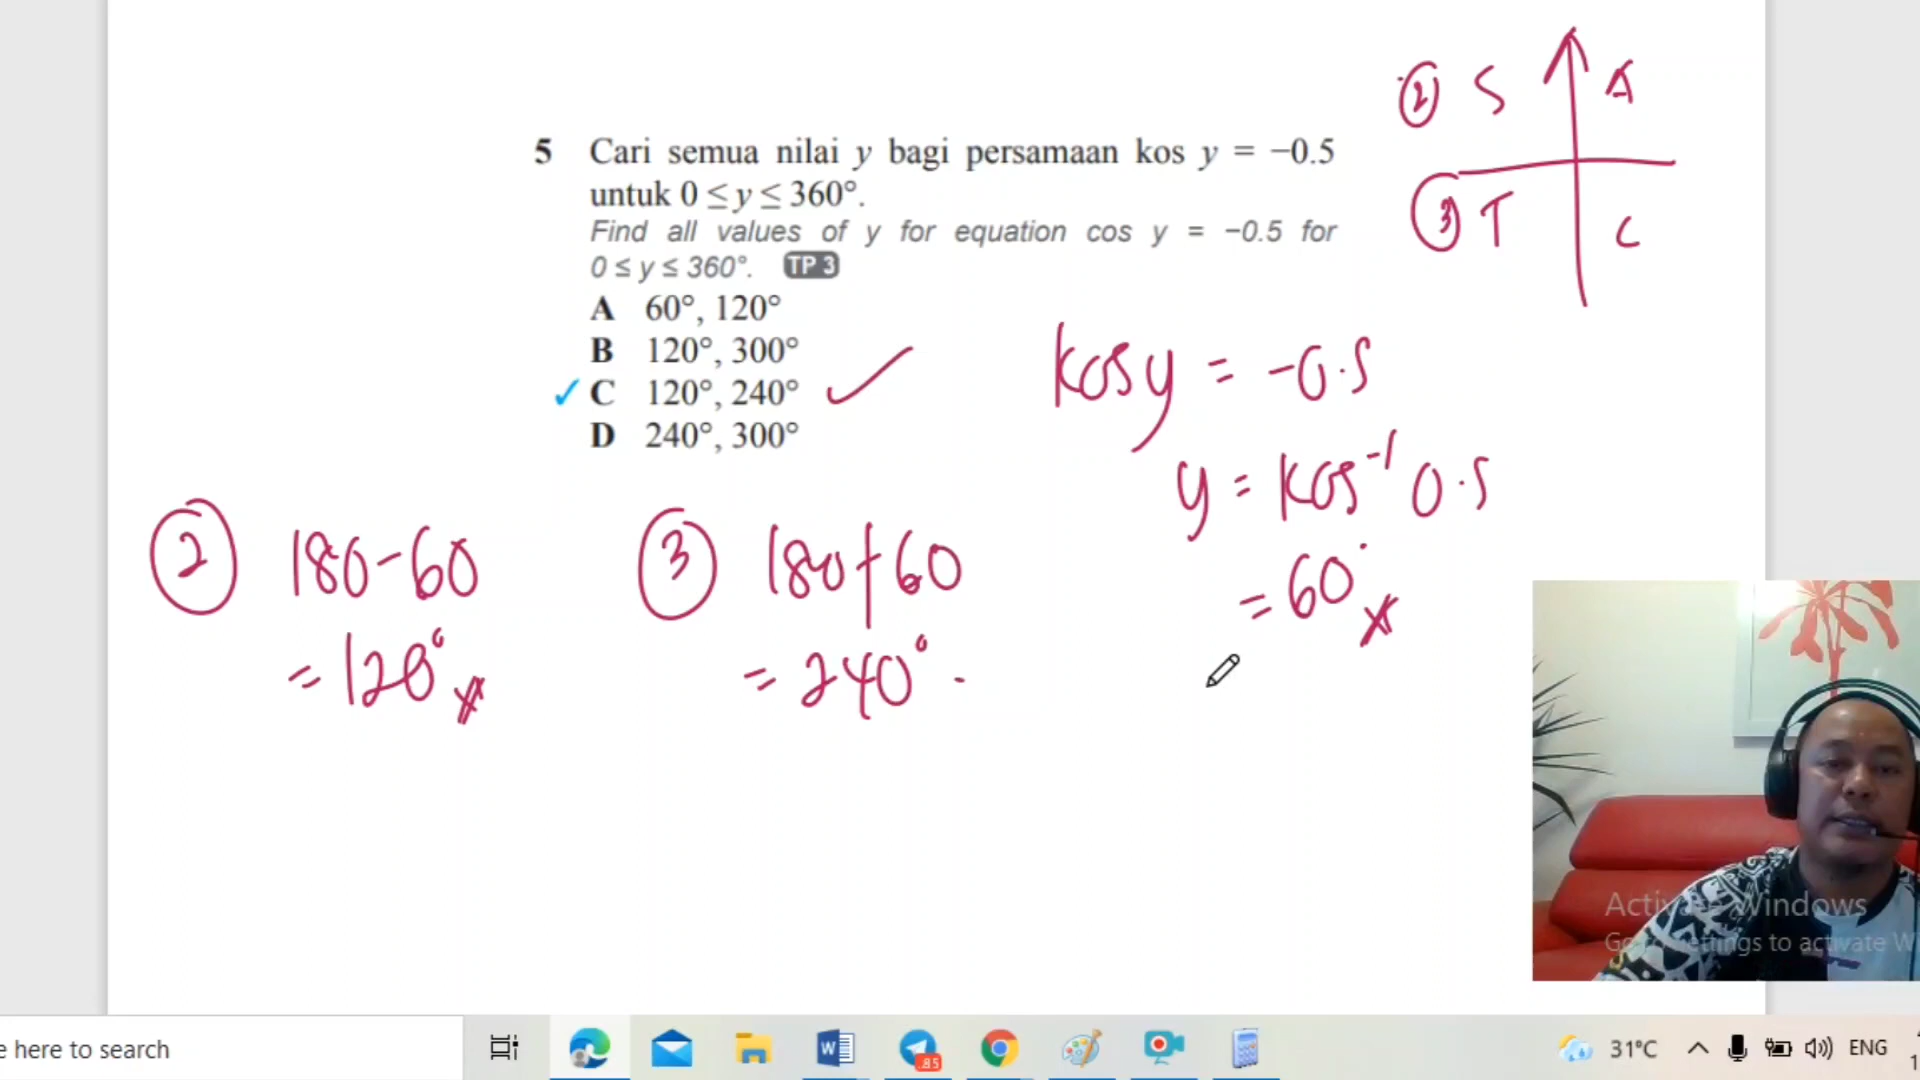 ② S A
③ T C
5 Cari semua nilai y bagi persamaan kos y = −0.5
untuk 0 ≤ y ≤ 360°.
Find all values of y for equation cos y = −0.5 for
0 ≤ y ≤ 360°. TP 3
A 60°, 120°
B 120°, 300°
✓ C 120°, 240° ✓
D 240°, 300°
kos y = -0.5
y = kos⁻¹ 0.5
= 60°
② 180-60
= 120°
③ 180+60
= 240°.
Activate Windows
Go to Settings to activate W
e here to search
W
85
31°C
ENG